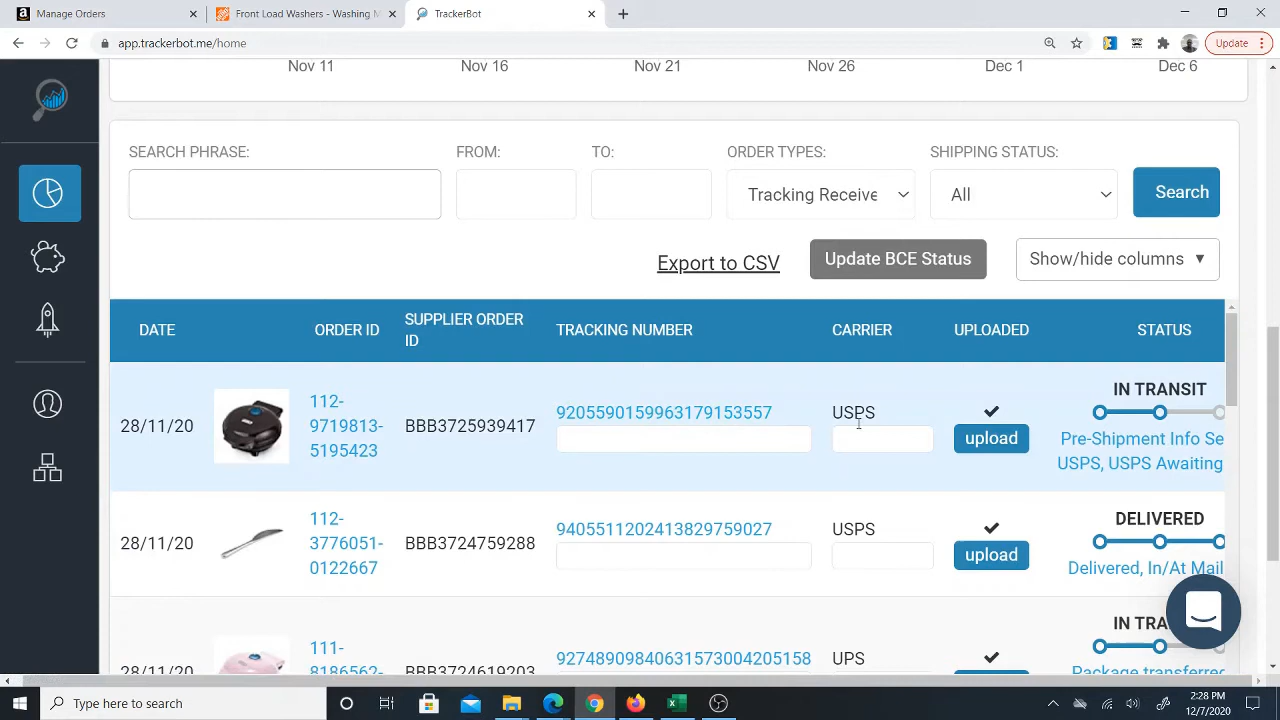 Manage Orders
Front Load Washers - Washing M
TrackerBot
app.trackerbot.me/home
Update
Nov 11
Nov 16
Nov 21
Nov 26
Dec 1
Dec 6
SEARCH PHRASE:
FROM:
TO:
ORDER TYPES:
SHIPPING STATUS:
Tracking Receive
All
Search
Export to CSV
Update BCE Status
Show/hide columns ▼
DATE
ORDER ID
SUPPLIER ORDER
ID
TRACKING NUMBER
CARRIER
UPLOADED
STATUS
28/11/20
112-
9719813-
5195423
BBB3725939417
9205590159963179153557
USPS
upload
IN TRANSIT
Pre-Shipment Info Se
USPS, USPS Awaiting
28/11/20
112-
3776051-
0122667
BBB3724759288
9405511202413829759027
USPS
upload
DELIVERED
Delivered, In/At Mail
28/11/20
111-
8186562-
BBB3724619203
92748909840631573004205158
UPS
IN TRA
Package transferred
Type here to search
2:28 PM
12/7/2020